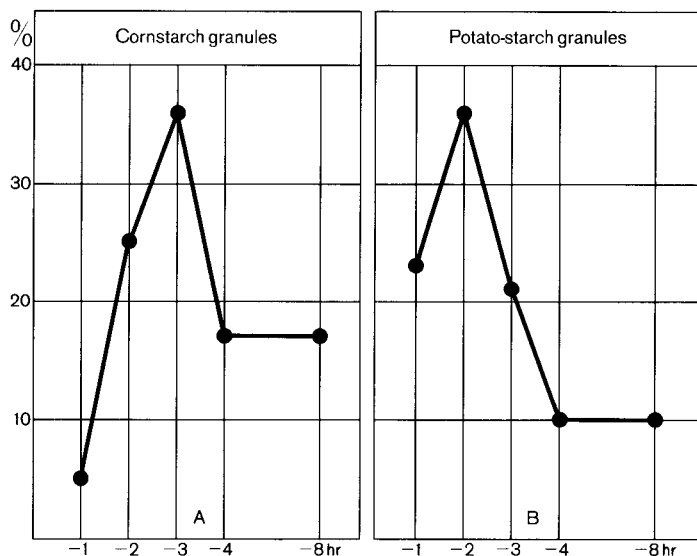 %
Cornstarch granules
Potato-starch granules
40
30
20
10
A
B
−1 −2 −3 −4 −8 hr
−1 −2 −3 −4 −8 hr